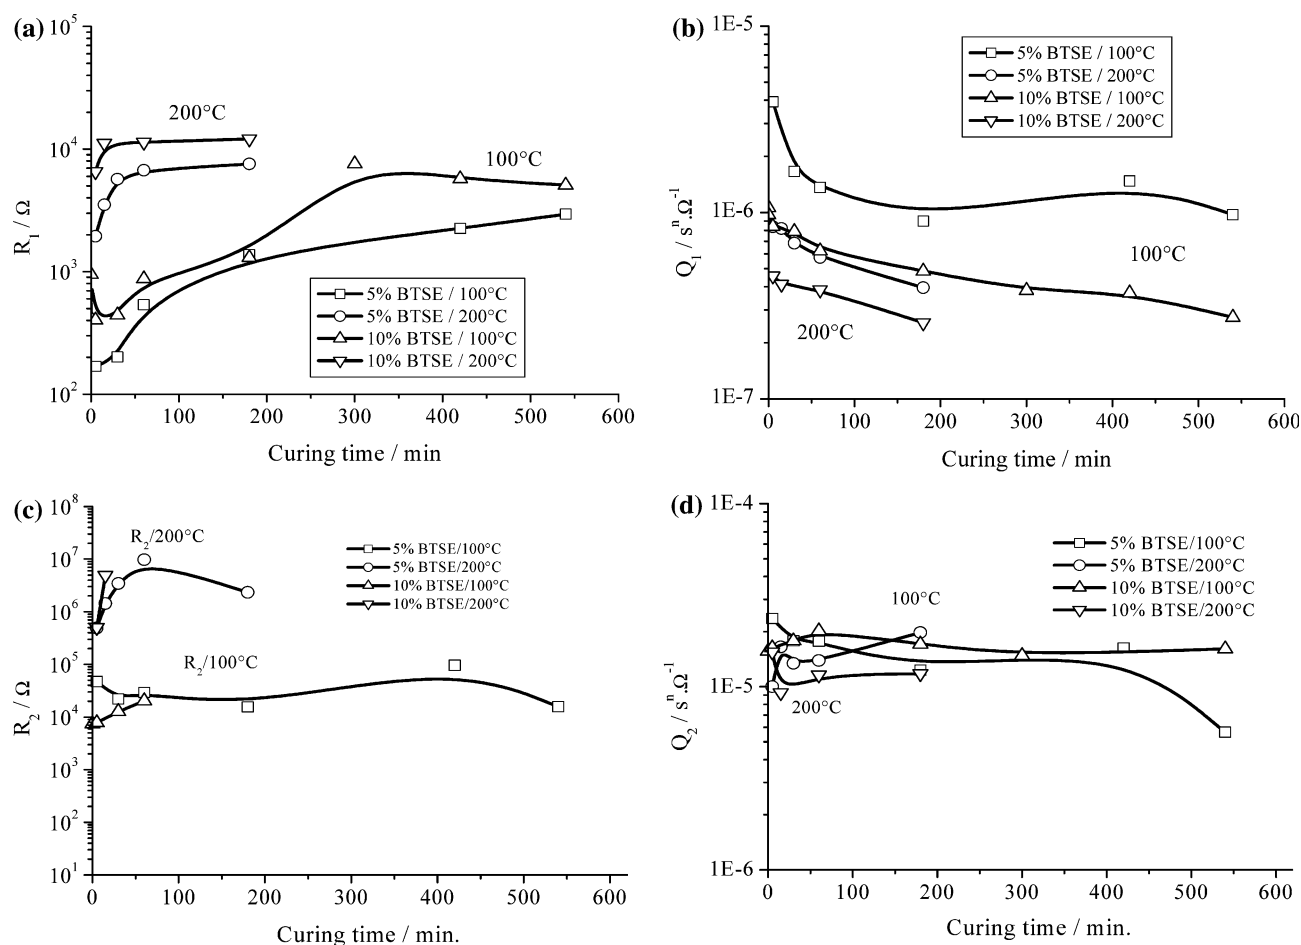 (a)
10^5
10^4
10^3
10^2
R_1 / Ω
200°C
100°C
5% BTSE / 100°C
5% BTSE / 200°C
10% BTSE / 100°C
10% BTSE / 200°C
0 100 200 300 400 500 600
Curing time / min
(b)
1E-5
1E-6
1E-7
Q_1 / s^n.Ω^-1
5% BTSE / 100°C
5% BTSE / 200°C
10% BTSE / 100°C
10% BTSE / 200°C
100°C
200°C
0 100 200 300 400 500 600
Curing time / min
(c)
10^8
10^7
10^6
10^5
10^4
10^3
10^2
10^1
R_2 / Ω
R_2/200°C
R_2/100°C
5% BTSE/100°C
5% BTSE/200°C
10% BTSE/100°C
10% BTSE/200°C
0 100 200 300 400 500 600
Curing time / min.
(d)
1E-4
1E-5
1E-6
Q_2 / s^n.Ω^-1
5% BTSE/100°C
5% BTSE/200°C
10% BTSE/100°C
10% BTSE/200°C
100°C
200°C
0 100 200 300 400 500 600
Curing time / min.